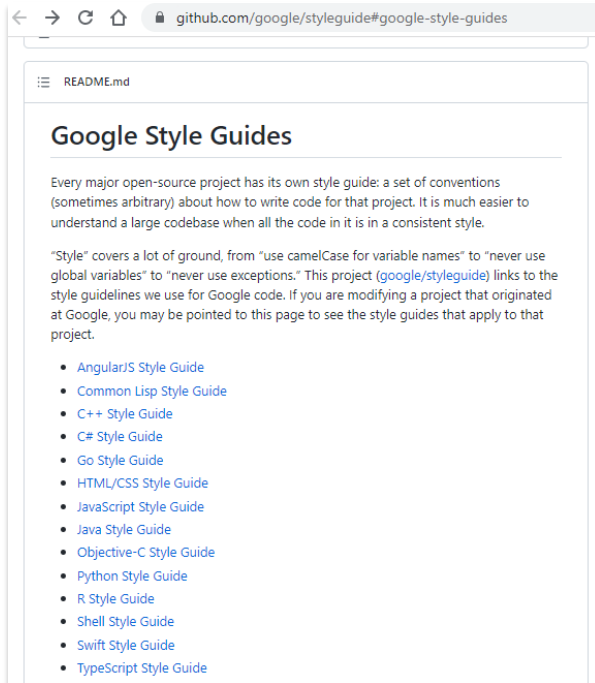 github.com/google/styleguide#google-style-guides
README.md
Google Style Guides
Every major open-source project has its own style guide: a set of conventions
(sometimes arbitrary) about how to write code for that project. It is much easier to
understand a large codebase when all the code in it is in a consistent style.
“Style” covers a lot of ground, from “use camelCase for variable names” to “never use
global variables” to “never use exceptions.” This project (google/styleguide) links to the
style guidelines we use for Google code. If you are modifying a project that originated
at Google, you may be pointed to this page to see the style guides that apply to that
project.
• AngularJS Style Guide
• Common Lisp Style Guide
• C++ Style Guide
• C# Style Guide
• Go Style Guide
• HTML/CSS Style Guide
• JavaScript Style Guide
• Java Style Guide
• Objective-C Style Guide
• Python Style Guide
• R Style Guide
• Shell Style Guide
• Swift Style Guide
• TypeScript Style Guide